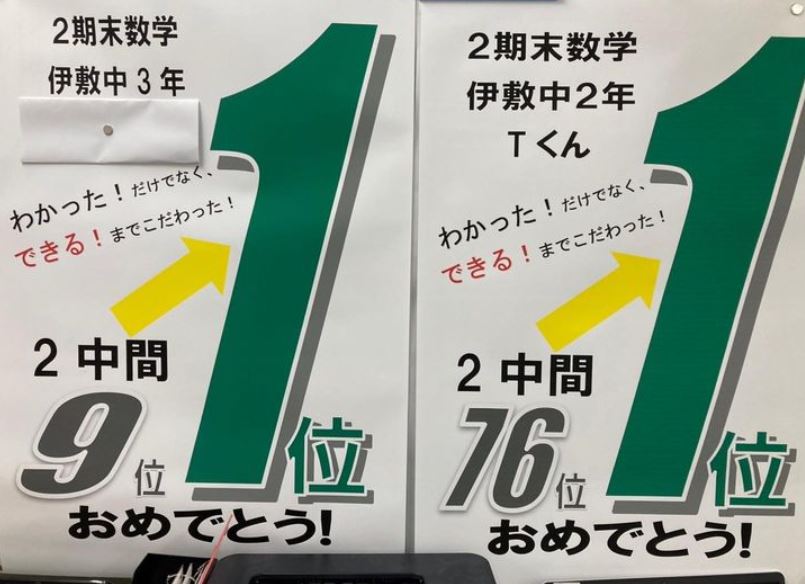 2期末数学
伊敷中3年
わかった!だけでなく、
できる!までこだわった!
2中間
9位
1位
おめでとう!
2期末数学
伊敷中2年
Tくん
わかった!だけでなく、
できる!までこだわった!
2中間
76位
1位
おめでとう!